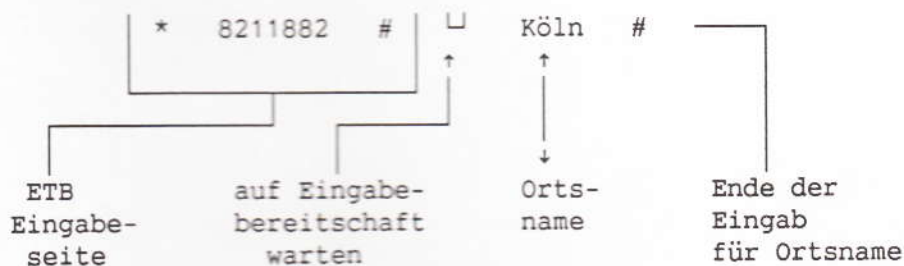 * 8211882 # ⊔ Köln #
ETB auf Eingabe- Orts- Ende der
Eingabe- bereitschaft name Eingab
seite warten für Ortsname